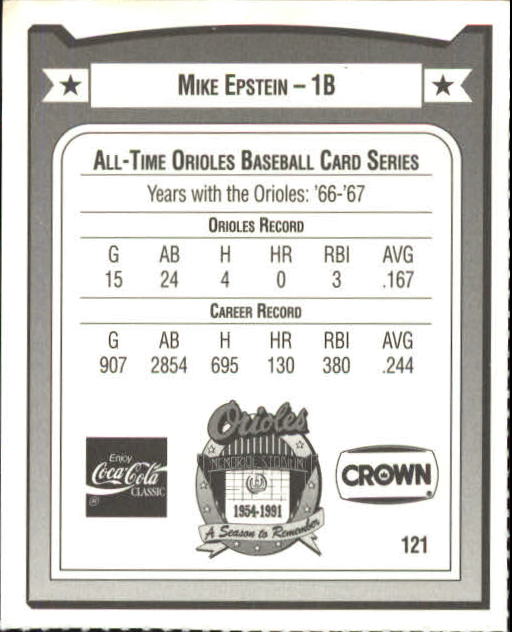 MIKE EPSTEIN – 1B
ALL-TIME ORIOLES BASEBALL CARD SERIES
Years with the Orioles: '66-'67
ORIOLES RECORD
G AB H HR RBI AVG
15 24 4 0 3 .167
CAREER RECORD
G AB H HR RBI AVG
907 2854 695 130 380 .244
Orioles
MEMORIAL STADIUM
1954-1991
A Season to Remember
Enjoy
Coca-Cola
CLASSIC
®
CROWN
®
121